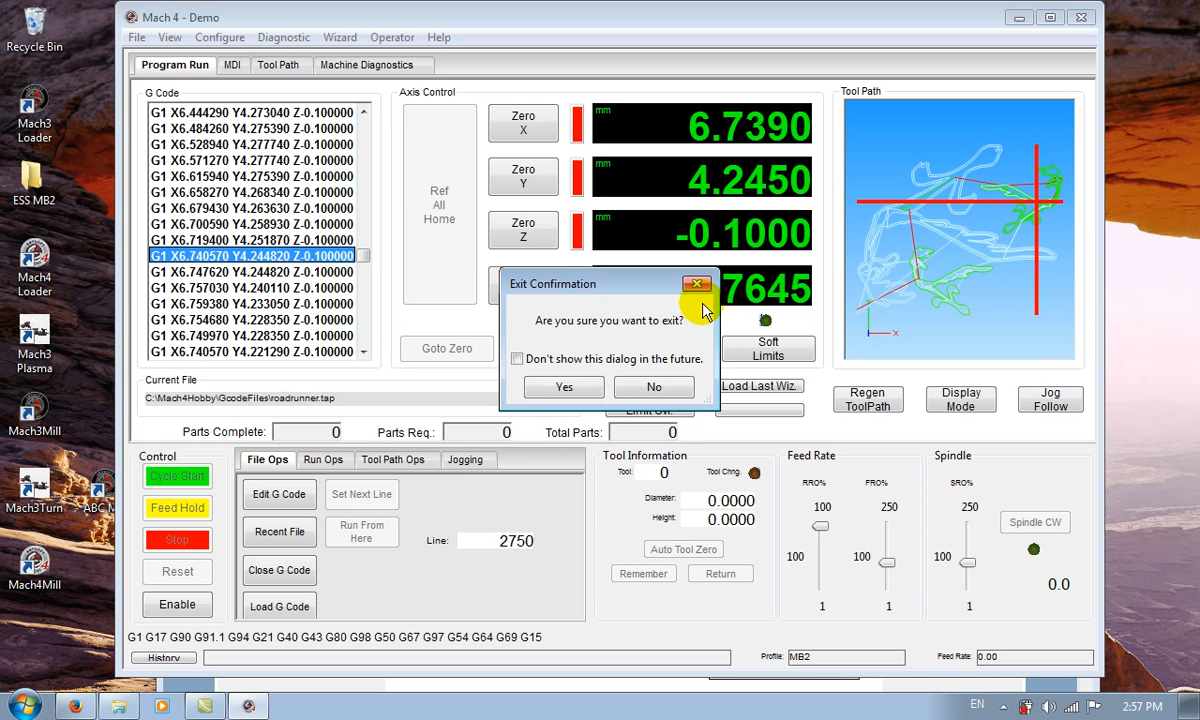 Recycle Bin
Mach3
Loader
ESS MB2
Mach4
Loader
Mach3
Plasma
Mach3Mill
Mach3Turn
ABC M
Mach4Mill
Mach 4 - Demo
File View Configure Diagnostic Wizard Operator Help
Program Run MDI Tool Path Machine Diagnostics
G Code
G1 X6.444290 Y4.273040 Z-0.100000
G1 X6.484260 Y4.275390 Z-0.100000
G1 X6.528940 Y4.277740 Z-0.100000
G1 X6.571270 Y4.277740 Z-0.100000
G1 X6.615940 Y4.275390 Z-0.100000
G1 X6.658270 Y4.268340 Z-0.100000
G1 X6.679430 Y4.263630 Z-0.100000
G1 X6.700590 Y4.258930 Z-0.100000
G1 X6.719400 Y4.251870 Z-0.100000
G1 X6.740570 Y4.244820 Z-0.100000
G1 X6.747620 Y4.244820 Z-0.100000
G1 X6.757030 Y4.240110 Z-0.100000
G1 X6.759380 Y4.233050 Z-0.100000
G1 X6.754680 Y4.228350 Z-0.100000
G1 X6.749970 Y4.228350 Z-0.100000
G1 X6.740570 Y4.221290 Z-0.100000
Axis Control
Ref
All
Home
Zero
X
mm
6.7390
Zero
Y
mm
4.2450
Zero
Z
mm
-0.1000
7645
Goto Zero
Soft
Limits
Load Last Wiz.
Exit Confirmation
Are you sure you want to exit?
Don't show this dialog in the future.
Yes No
Tool Path
x
Regen
ToolPath
Display
Mode
Jog
Follow
Current File
C:\Mach4Hobby\GcodeFiles\roadrunner.tap
Parts Complete: 0 Parts Req.: 0 Total Parts: 0
Control
Cycle Start
Feed Hold
Stop
Reset
Enable
File Ops Run Ops Tool Path Ops Jogging
Edit G Code
Set Next Line
Recent File
Run From
Here
Line: 2750
Close G Code
Load G Code
Tool Information
Tool: 0 Tool Chng.
Diameter: 0.0000
Height: 0.0000
Auto Tool Zero
Remember Return
Feed Rate
RRO% FRO%
100 250
100 100
1 1
Spindle
SRO%
250
100
1
Spindle CW
0.0
G1 G17 G90 G91.1 G94 G21 G40 G43 G80 G98 G50 G67 G97 G54 G64 G69 G15
History
Profile: MB2
Feed Rate: 0.00
EN
2:57 PM